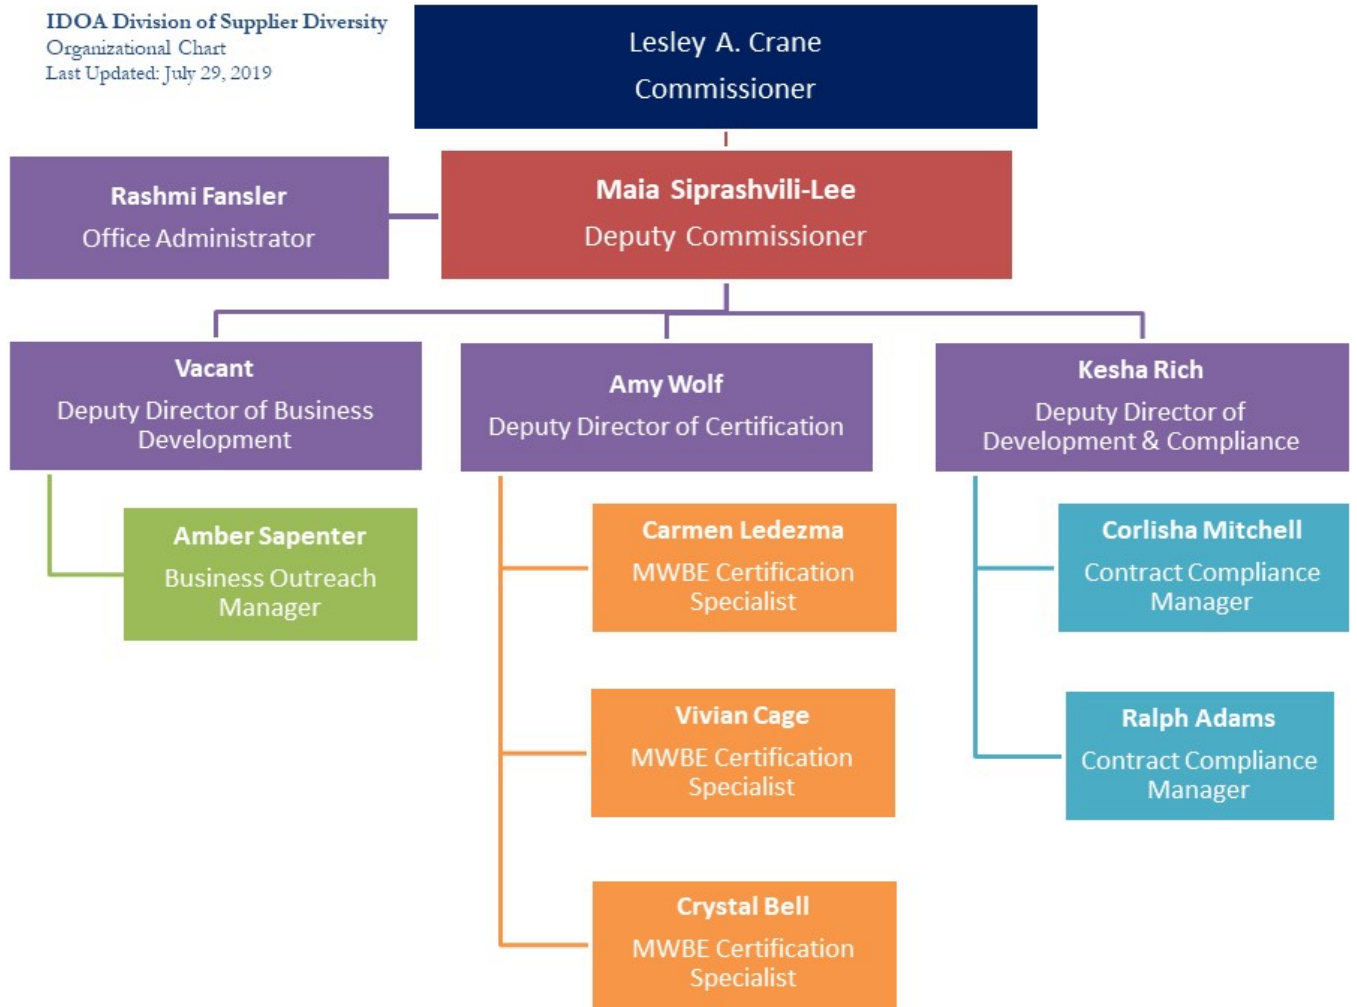 IDOA Division of Supplier Diversity
Organizational Chart
Last Updated: July 29, 2019
Lesley A. Crane
Commissioner
Rashmi Fansler
Office Administrator
Maia Siprashvili-Lee
Deputy Commissioner
Vacant
Deputy Director of Business
Development
Amy Wolf
Deputy Director of Certification
Kesha Rich
Deputy Director of
Development & Compliance
Amber Sapenter
Business Outreach
Manager
Carmen Ledezma
MWBE Certification
Specialist
Corlisha Mitchell
Contract Compliance
Manager
Vivian Cage
MWBE Certification
Specialist
Ralph Adams
Contract Compliance
Manager
Crystal Bell
MWBE Certification
Specialist